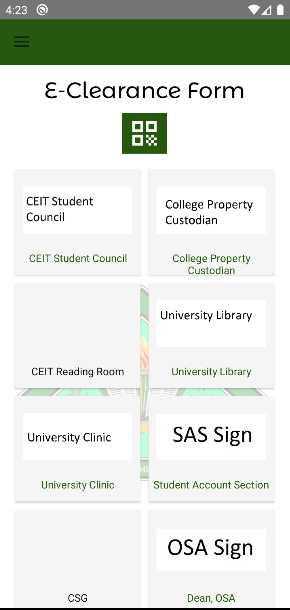 4:23
E-Clearance Form
CEIT Student
Council
CEIT Student Council
College Property
Custodian
College Property
Custodian
CEIT Reading Room
University Library
University Library
University Clinic
University Clinic
SAS Sign
Student Account Section
CSG
OSA Sign
Dean, OSA